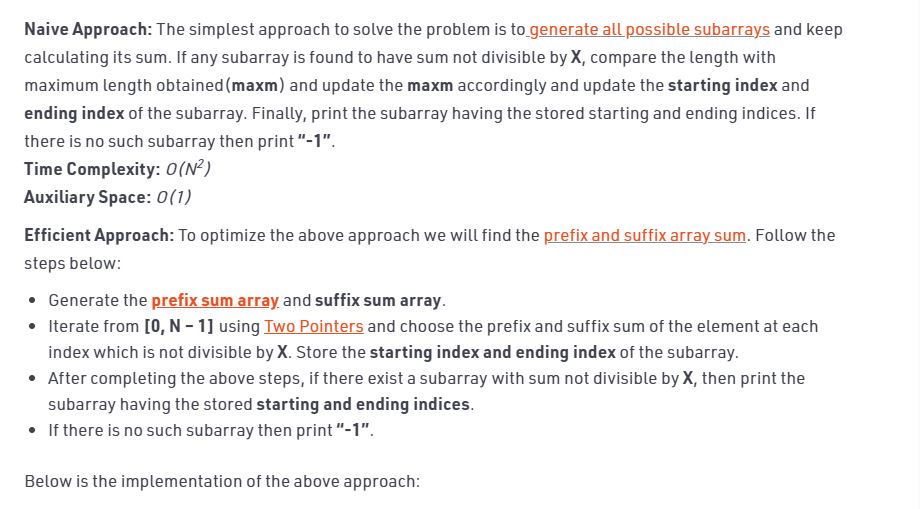 Naive Approach: The simplest approach to solve the problem is to generate all possible subarrays and keep
calculating its sum. If any subarray is found to have sum not divisible by X, compare the length with
maximum length obtained(maxm) and update the maxm accordingly and update the starting index and
ending index of the subarray. Finally, print the subarray having the stored starting and ending indices. If
there is no such subarray then print “-1”.
Time Complexity: O(N²)
Auxiliary Space: O(1)
Efficient Approach: To optimize the above approach we will find the prefix and suffix array sum. Follow the
steps below:
• Generate the prefix sum array and suffix sum array.
• Iterate from [0, N – 1] using Two Pointers and choose the prefix and suffix sum of the element at each
index which is not divisible by X. Store the starting index and ending index of the subarray.
• After completing the above steps, if there exist a subarray with sum not divisible by X, then print the
subarray having the stored starting and ending indices.
• If there is no such subarray then print “-1”.
Below is the implementation of the above approach: